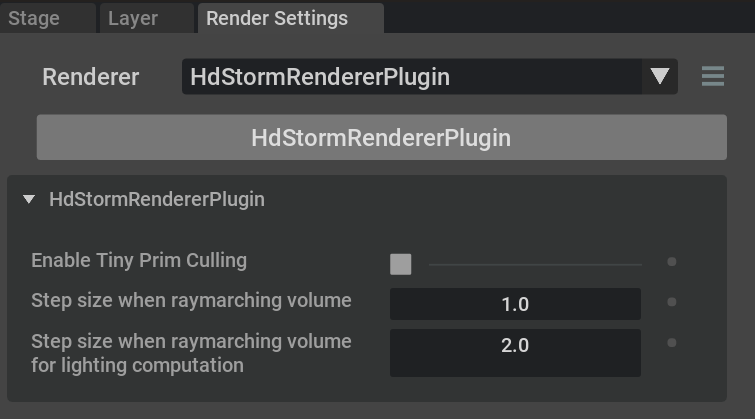 Stage
Layer
Render Settings
Renderer
HdStormRendererPlugin
HdStormRendererPlugin
HdStormRendererPlugin
Enable Tiny Prim Culling
Step size when raymarching volume
1.0
Step size when raymarching volume
for lighting computation
2.0